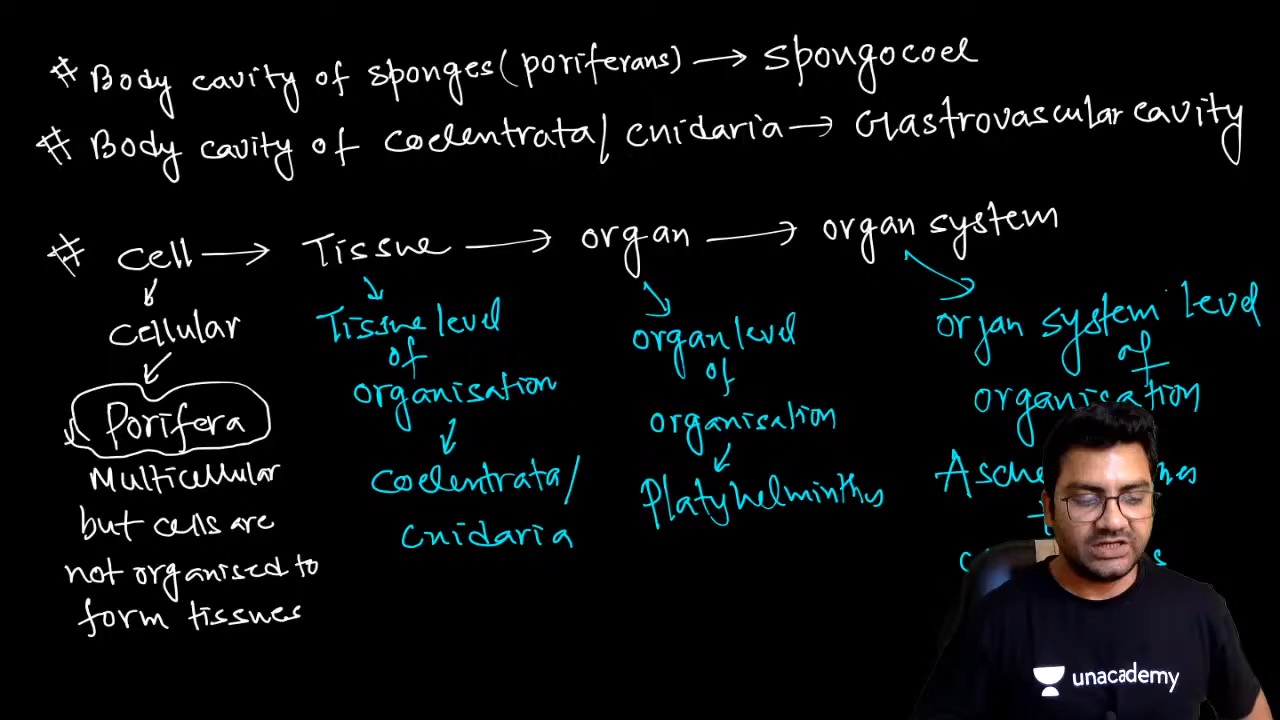 # Body cavity of sponges (poriferans) → spongocoel
# Body cavity of coelentrata/ cnidaria → Gastrovascular cavity
# cell → Tissue → organ → organ system
cellular
Porifera
Multicellular
but cells are
not organised to
form tissues
Tissue level
of
organisation
coelentrata/
cnidaria
organ level
of
organisation
Platyhelminthes
organ system level
of
organisation
unacademy